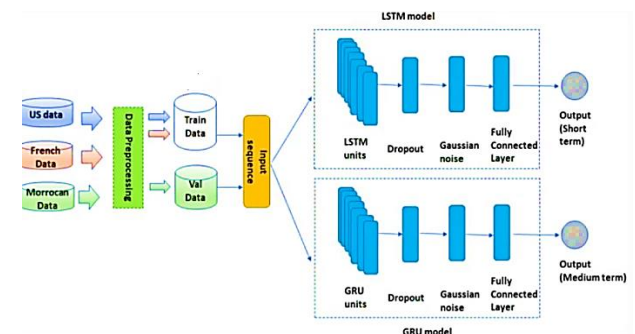 LSTM model
US data
French
Data
Morrocan
Data
Data Preprocessing
Train
Data
Val
Data
Input
sequence
LSTM
units
Dropout
Gaussian
noise
Fully
Connected
Layer
Output
(Short
term)
GRU
units
Dropout
Gaussian
noise
Fully
Connected
Layer
Output
(Medium term)
GRU model